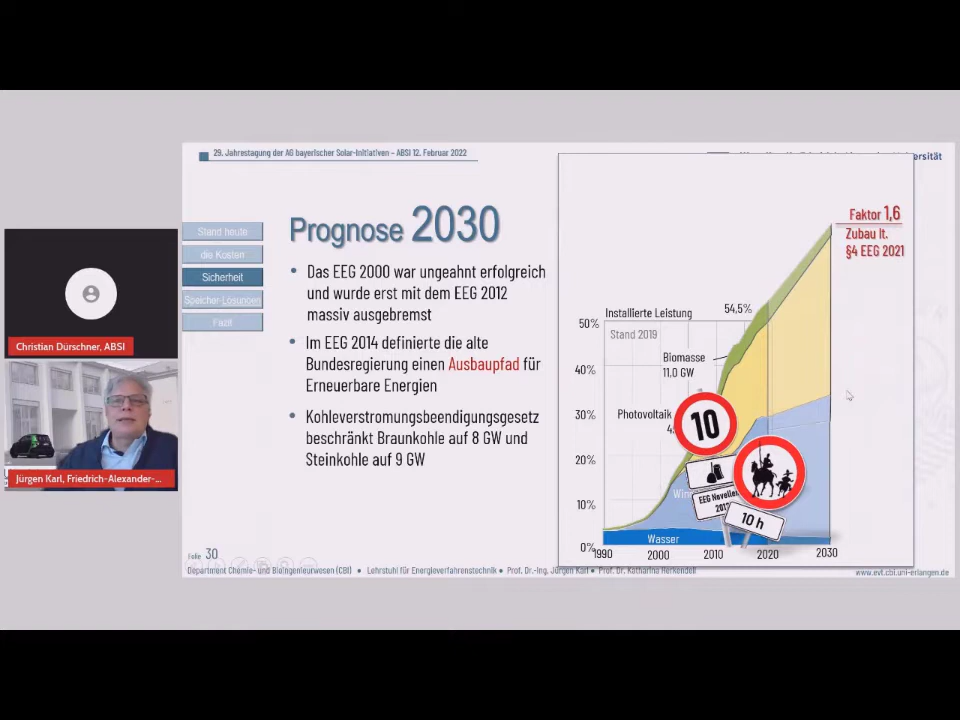 29. Jahrestagung der AG bayerischer Solar-Initiativen – ABSI 12. Februar 2022
Stand heute
die Kosten
Sicherheit
Speicher-Lösungen
Fazit
Prognose 2030
• Das EEG 2000 war ungeahnt erfolgreich
und wurde erst mit dem EEG 2012
massiv ausgebremst
• Im EEG 2014 definierte die alte
Bundesregierung einen Ausbaupfad für
Erneuerbare Energien
• Kohleverstromungsbeendigungsgesetz
beschränkt Braunkohle auf 8 GW und
Steinkohle auf 9 GW
Faktor 1,6
Zubau lt.
§4 EEG 2021
Installierte Leistung
54,5%
Stand 2019
Biomasse
11,0 GW
Photovoltaik
10
EEG Novellen
10 h
Wasser
50%
40%
30%
20%
10%
0%
1990
2000
2010
2020
2030
Christian Dürschner, ABSI
Jürgen Karl, Friedrich-Alexander-...
Folie 30
Department Chemie- und Bioingenieurwesen (CBI) • Lehrstuhl für Energieverfahrenstechnik • Prof. Dr.-Ing. Jürgen Karl • Prof. Dr. Katharina Herkendell
www.evt.cbi.uni-erlangen.de